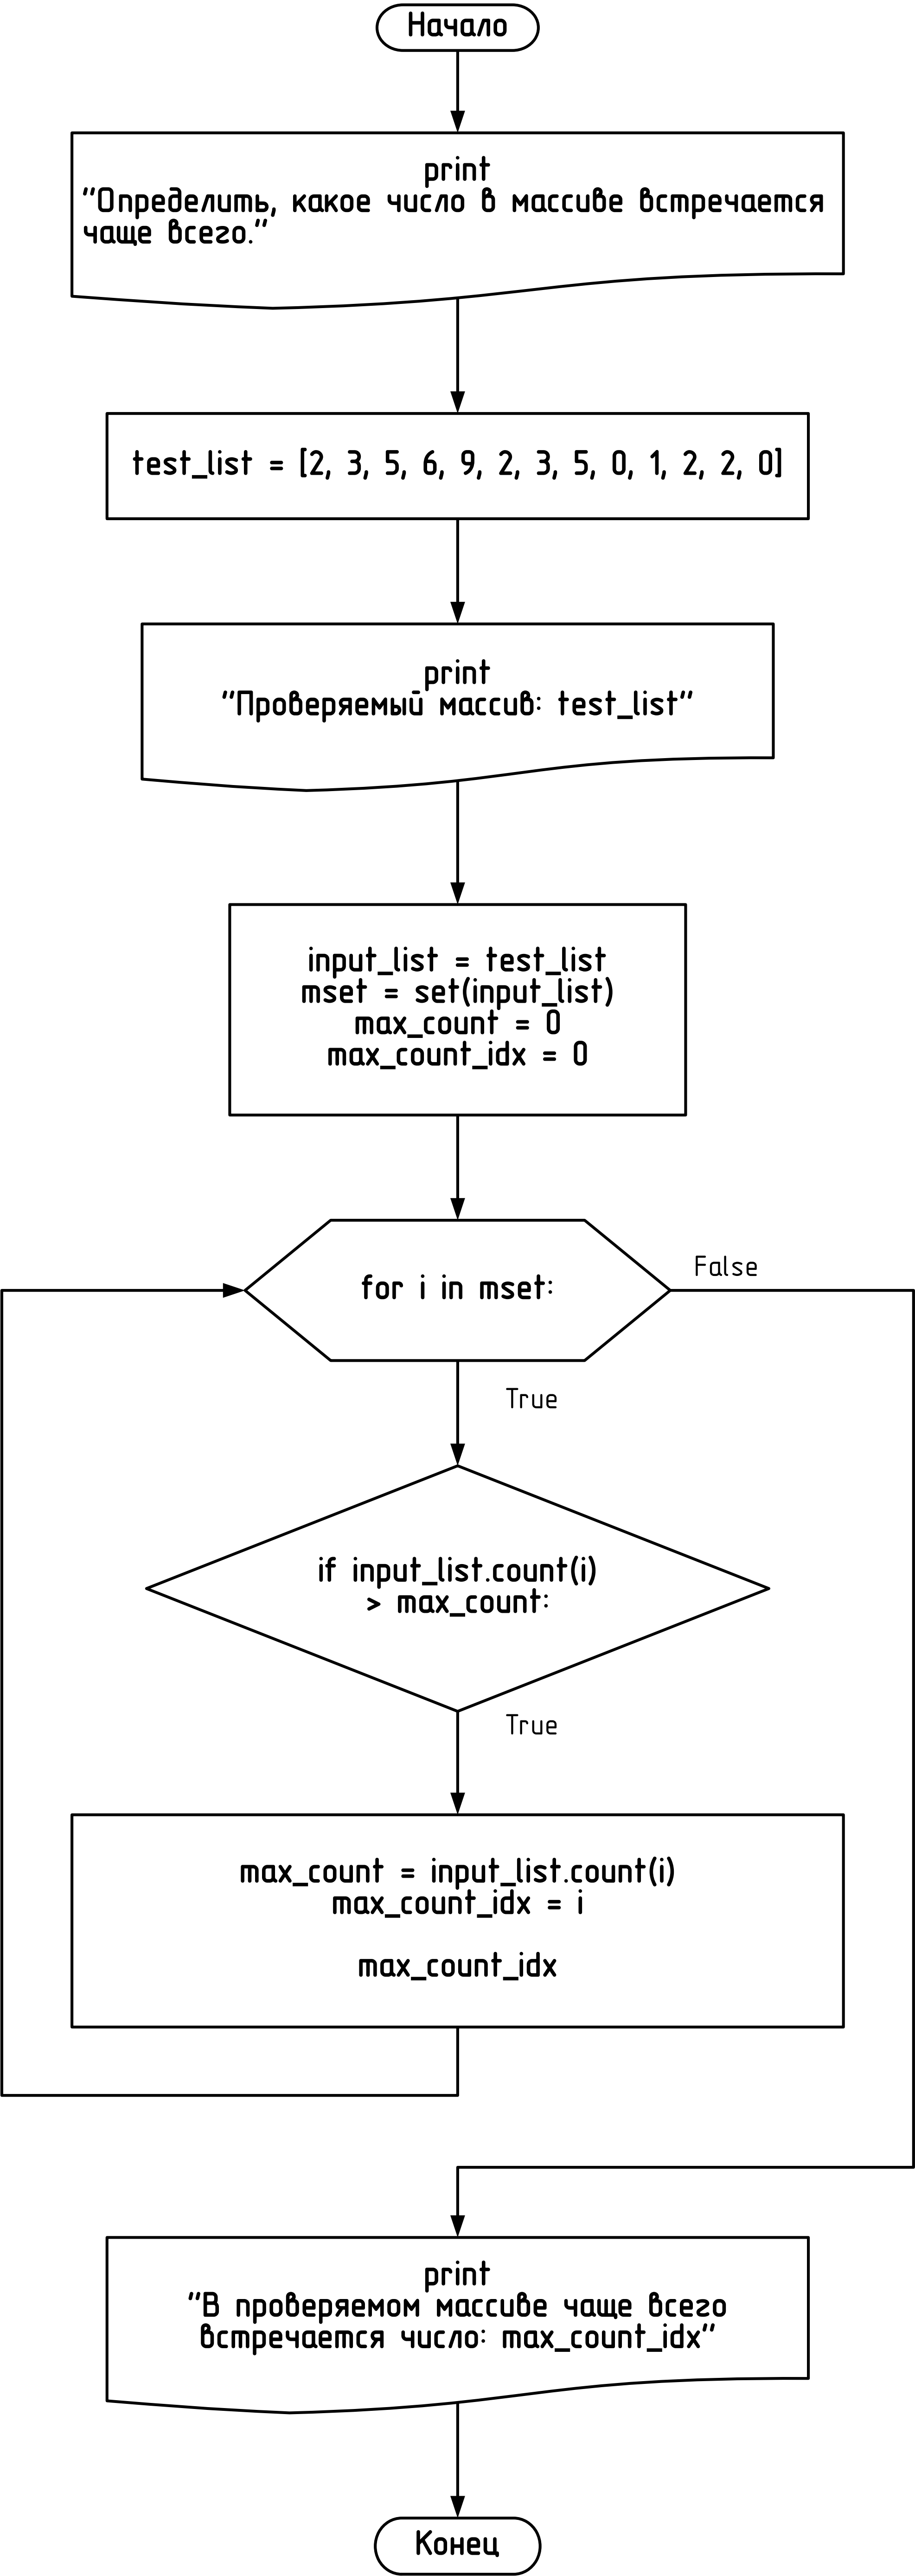 Начало
print
"Определить, какое число в массиве встречается
чаще всего."
test_list = [2, 3, 5, 6, 9, 2, 3, 5, 0, 1, 2, 2, 0]
print
"Проверяемый массив: test_list"
input_list = test_list
mset = set(input_list)
max_count = 0
max_count_idx = 0
for i in mset:
False
True
if input_list.count(i)
> max_count:
True
max_count = input_list.count(i)
max_count_idx = i
max_count_idx
print
"В проверяемом массиве чаще всего
встречается число: max_count_idx"
Конец